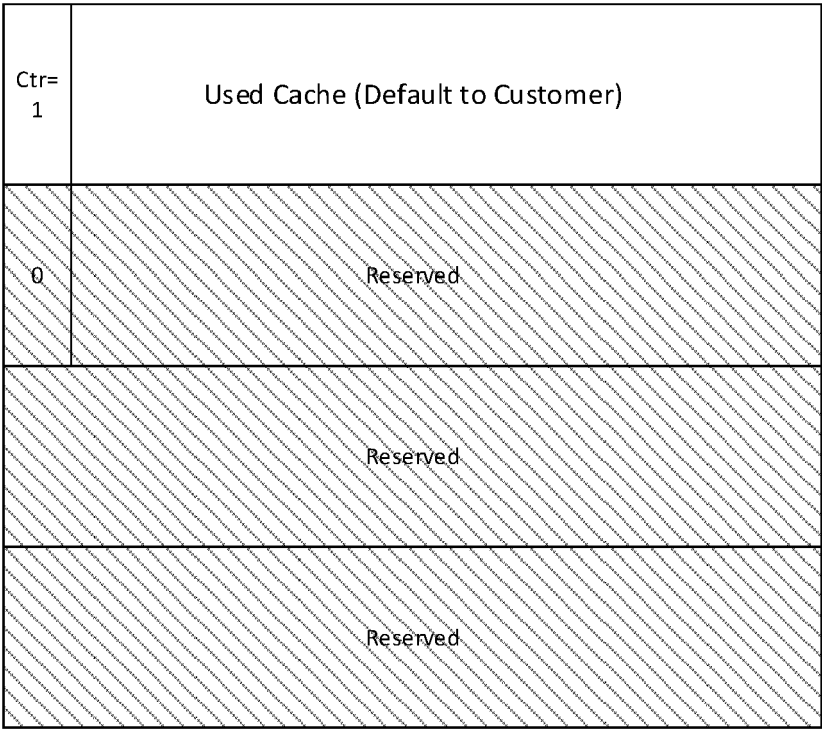 Ctr=
1
Used Cache (Default to Customer)
0
Reserved
Reserved
Reserved